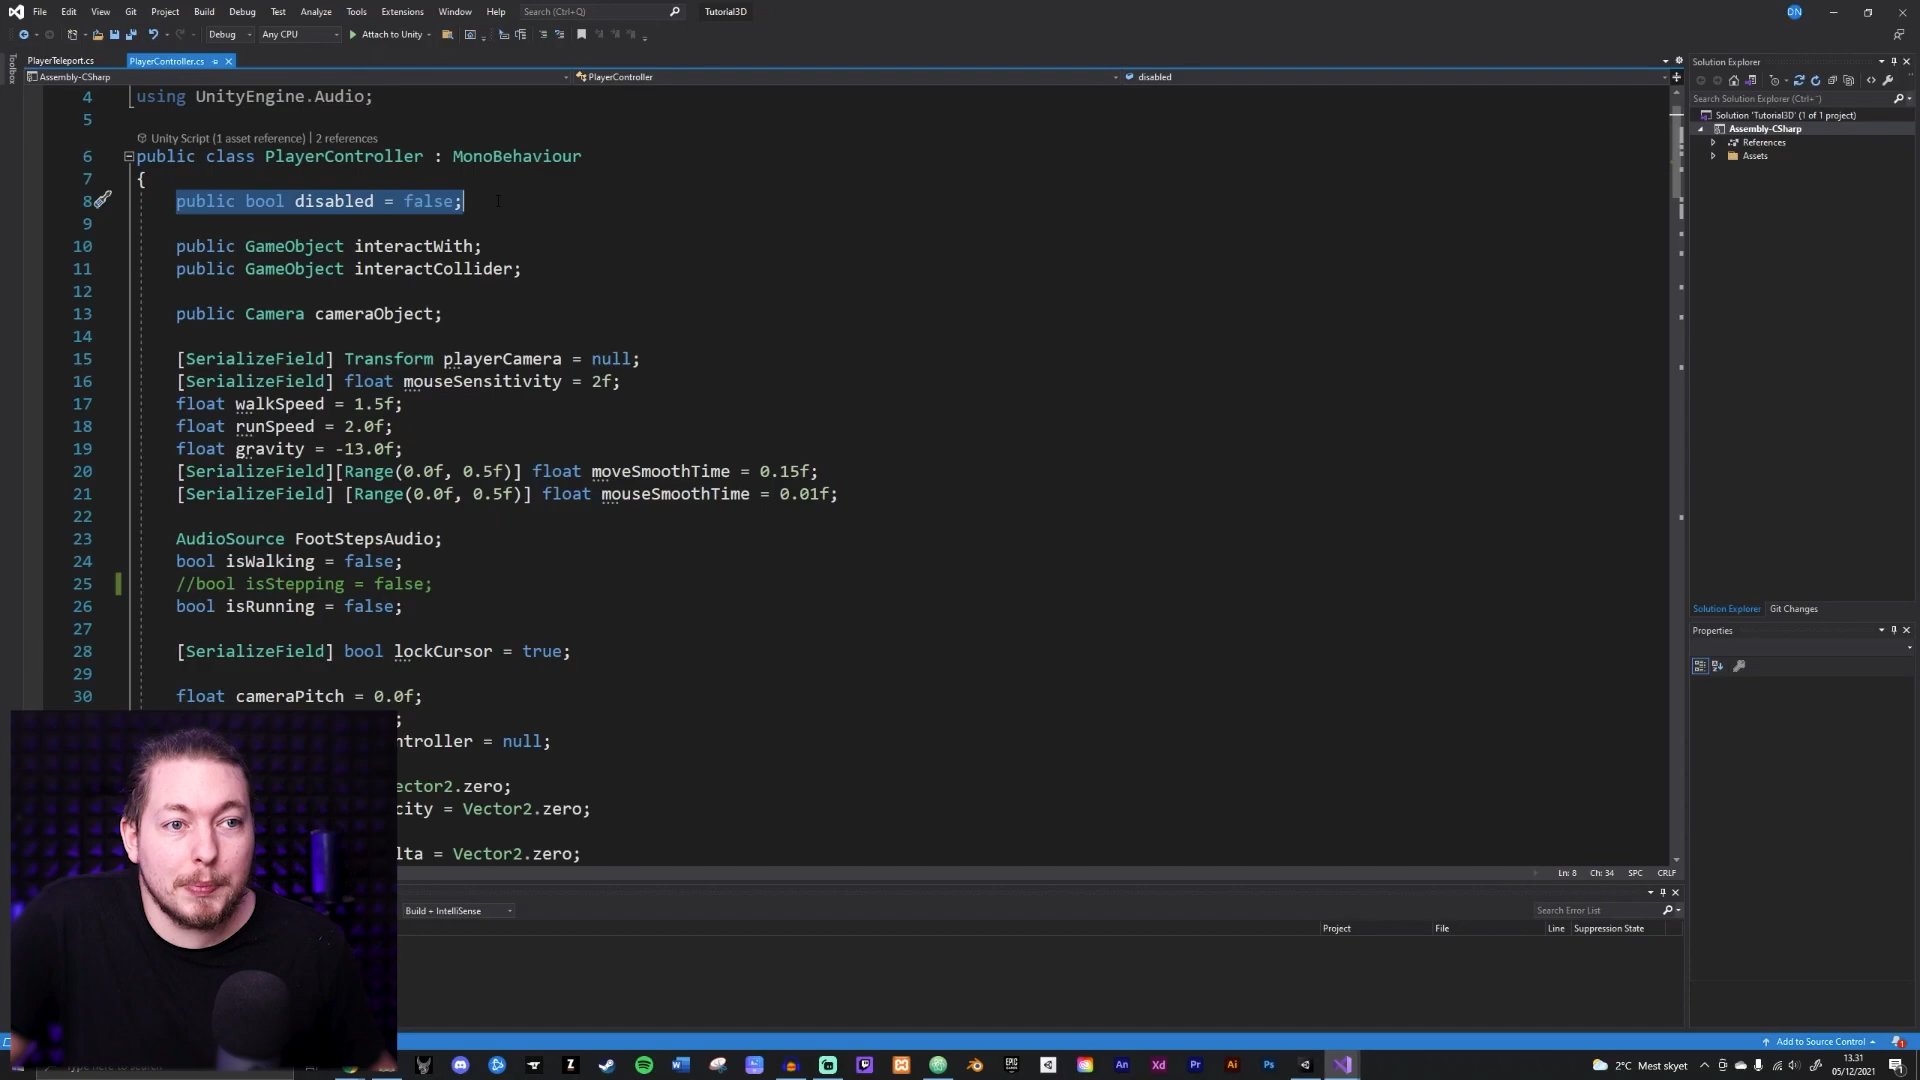 File Edit View Git Project Build Debug Test Analyze Tools Extensions Window Help Search (Ctrl+Q) Tutorial3D DN
Debug Any CPU Attach to Unity
Toolbox
PlayerTeleport.cs PlayerController.cs
Assembly-CSharp PlayerController disabled
4 using UnityEngine.Audio;
5
Unity Script (1 asset reference) | 2 references
6 public class PlayerController : MonoBehaviour
7 {
8 public bool disabled = false;
9
10 public GameObject interactWith;
11 public GameObject interactCollider;
12
13 public Camera cameraObject;
14
15 [SerializeField] Transform playerCamera = null;
16 [SerializeField] float mouseSensitivity = 2f;
17 float walkSpeed = 1.5f;
18 float runSpeed = 2.0f;
19 float gravity = -13.0f;
20 [SerializeField][Range(0.0f, 0.5f)] float moveSmoothTime = 0.15f;
21 [SerializeField] [Range(0.0f, 0.5f)] float mouseSmoothTime = 0.01f;
22
23 AudioSource FootStepsAudio;
24 bool isWalking = false;
25 //bool isStepping = false;
26 bool isRunning = false;
27
28 [SerializeField] bool lockCursor = true;
29
30 float cameraPitch = 0.0f;
;
ntroller = null;
ector2.zero;
city = Vector2.zero;
lta = Vector2.zero;
Ln: 8 Ch: 34 SPC CRLF
Build + IntelliSense Search Error List
Project File Line Suppression State
Solution Explorer
Search Solution Explorer (Ctrl+¨)
Solution 'Tutorial3D' (1 of 1 project)
Assembly-CSharp
References
Assets
Solution Explorer Git Changes
Properties
Add to Source Control
2°C Mest skyet
13.31
05/12/2021